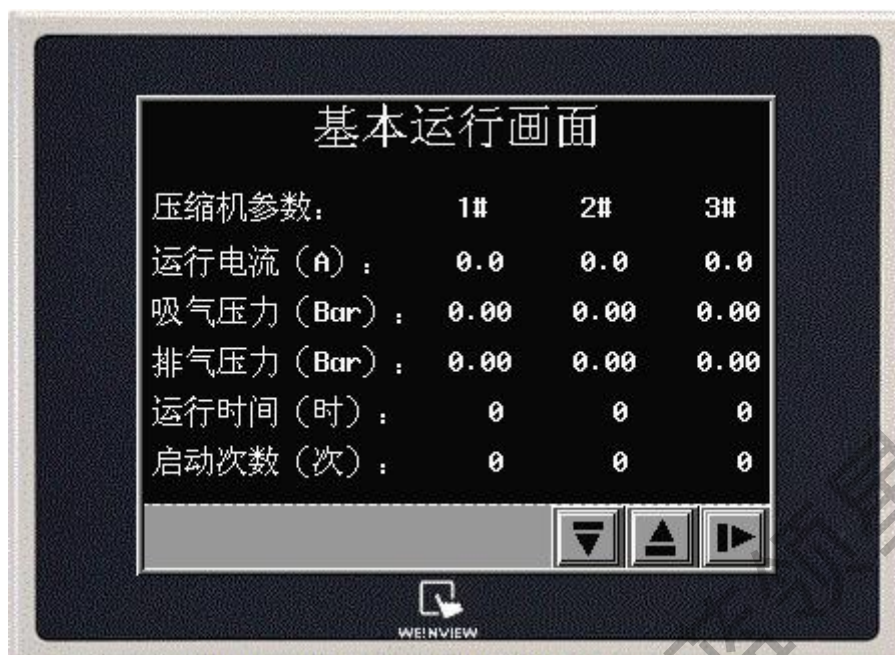 基本运行画面
压缩机参数: 1# 2# 3#
运行电流（A）: 0.0 0.0 0.0
吸气压力（Bar）: 0.00 0.00 0.00
排气压力（Bar）: 0.00 0.00 0.00
运行时间（时）: 0 0 0
启动次数（次）: 0 0 0
WE!NVIEW